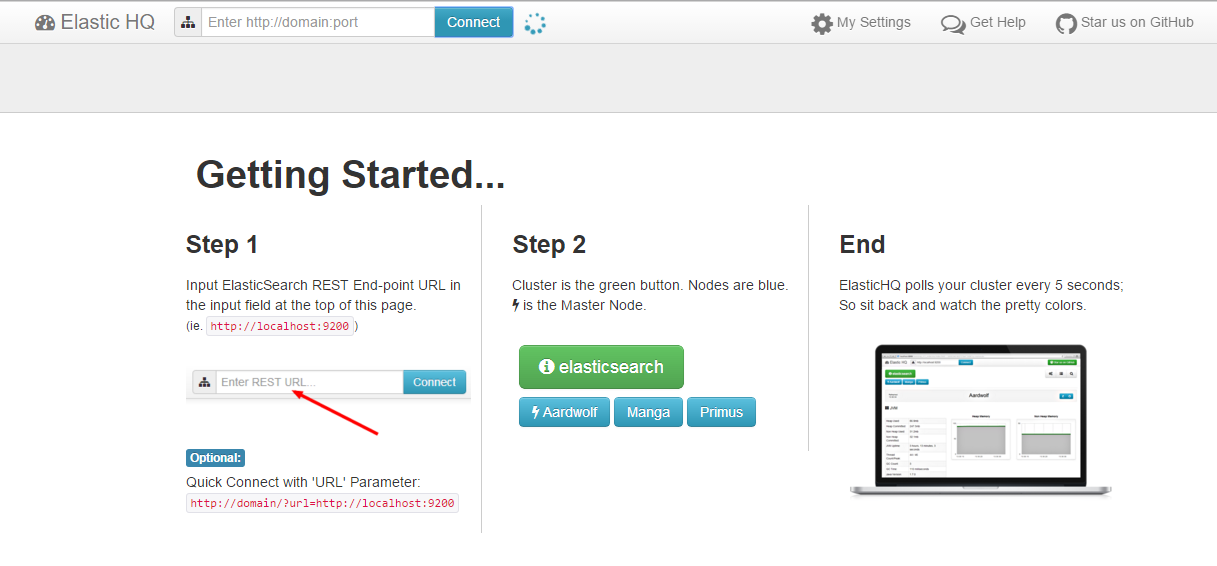 Elastic HQ
Enter http://domain:port
Connect
My Settings
Get Help
Star us on GitHub
Getting Started...
Step 1
Input ElasticSearch REST End-point URL in
the input field at the top of this page.
(ie. http://localhost:9200)
Enter REST URL...
Connect
Optional:
Quick Connect with 'URL' Parameter:
http://domain/?url=http://localhost:9200
Step 2
Cluster is the green button. Nodes are blue.
is the Master Node.
elasticsearch
Aardwolf
Manga
Primus
End
ElasticHQ polls your cluster every 5 seconds;
So sit back and watch the pretty colors.
Elastic HQ
Aardwolf